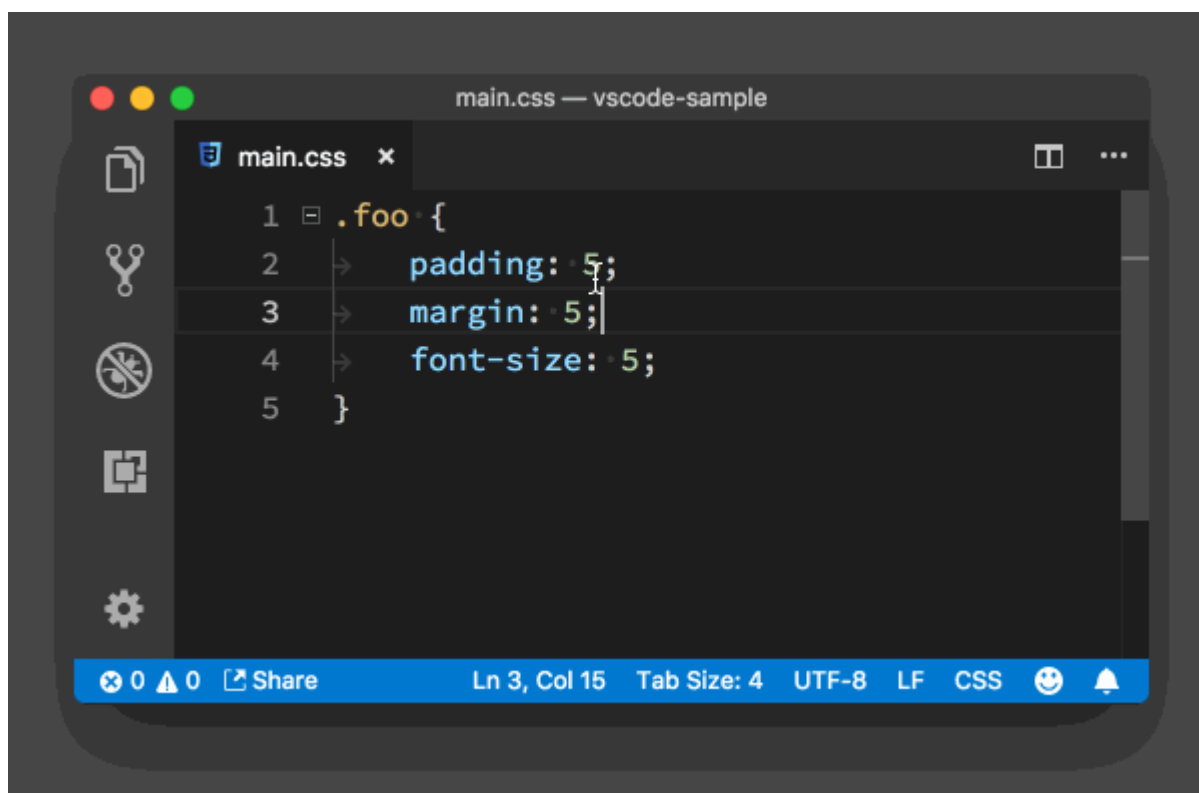 main.css — vscode-sample
main.css ×
1 .foo {
2 padding: 5;
3 margin: 5;
4 font-size: 5;
5 }
0 0 Share Ln 3, Col 15 Tab Size: 4 UTF-8 LF CSS